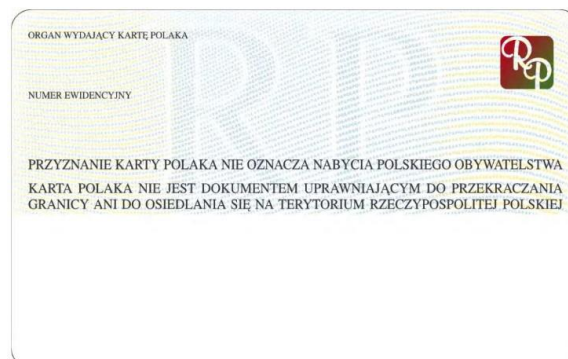 ORGAN WYDAJĄCY KARTĘ POLAKA
RP
NUMER EWIDENCYJNY
PRZYZNANIE KARTY POLAKA NIE OZNACZA NABYCIA POLSKIEGO OBYWATELSTWA
KARTA POLAKA NIE JEST DOKUMENTEM UPRAWNIAJĄCYM DO PRZEKRACZANIA
GRANICY ANI DO OSIEDLANIA SIĘ NA TERYTORIUM RZECZYPOSPOLITEJ POLSKIEJ